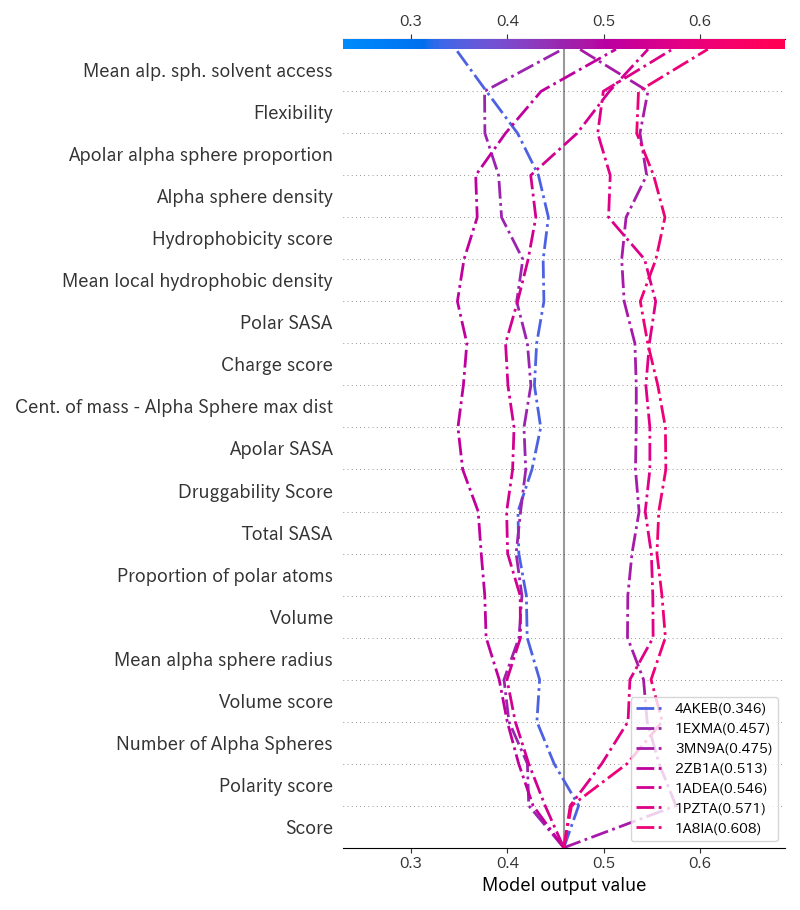 0.3 0.4 0.5 0.6
Mean alp. sph. solvent access
Flexibility
Apolar alpha sphere proportion
Alpha sphere density
Hydrophobicity score
Mean local hydrophobic density
Polar SASA
Charge score
Cent. of mass - Alpha Sphere max dist
Apolar SASA
Druggability Score
Total SASA
Proportion of polar atoms
Volume
Mean alpha sphere radius
Volume score
Number of Alpha Spheres
Polarity score
Score
4AKEB(0.346)
1EXMA(0.457)
3MN9A(0.475)
2ZB1A(0.513)
1ADEA(0.546)
1PZTA(0.571)
1A8IA(0.608)
0.3 0.4 0.5 0.6
Model output value